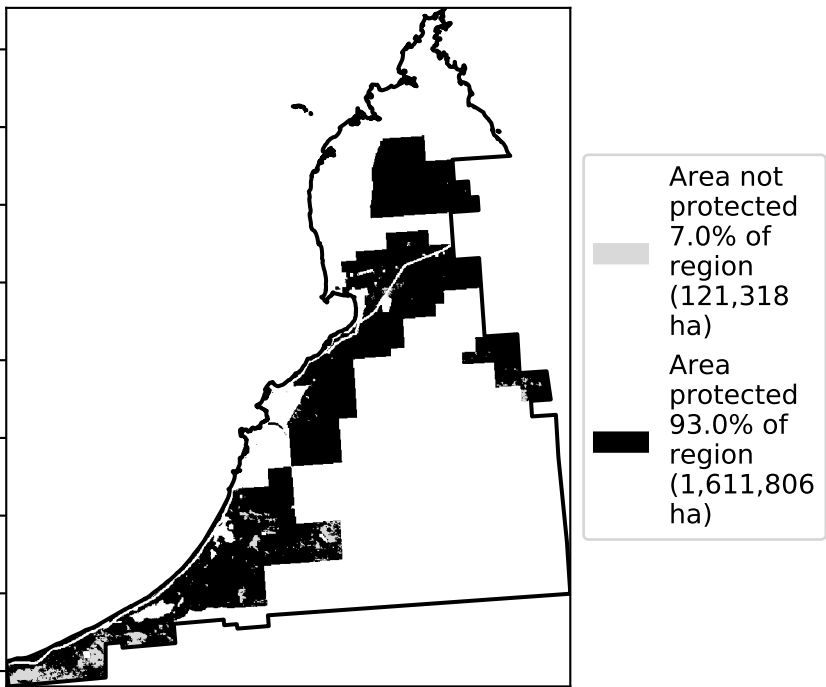 Area not
protected
7.0% of
region
(121,318
ha)
Area
protected
93.0% of
region
(1,611,806
ha)